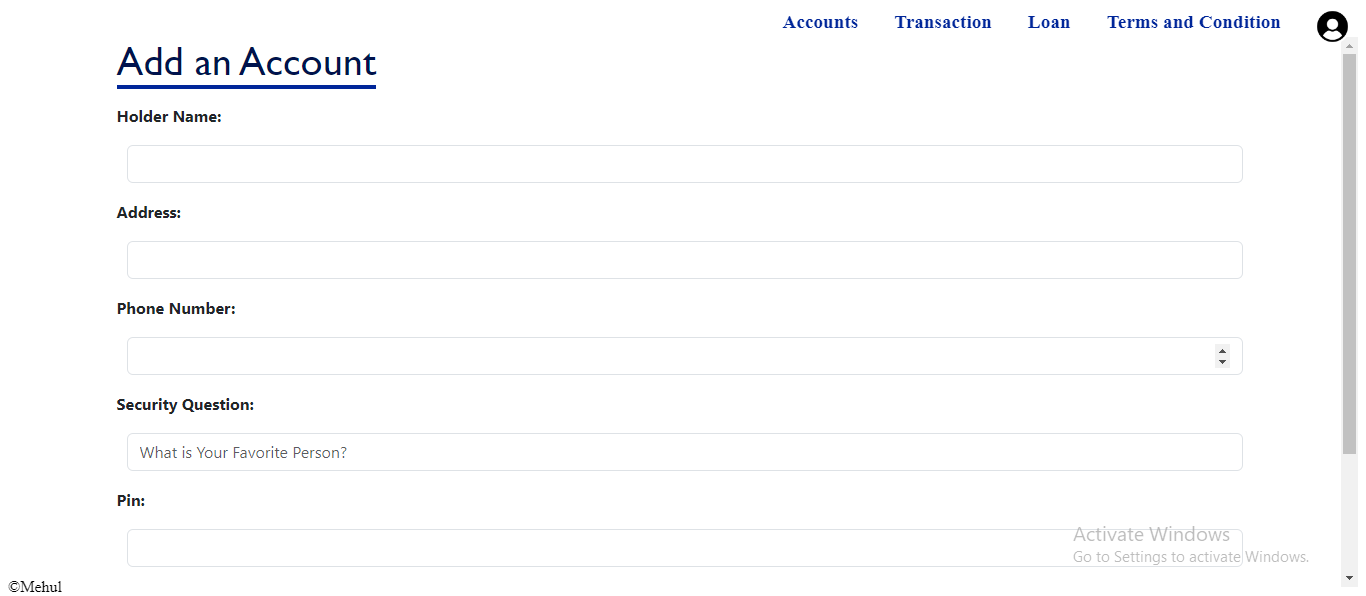 Accounts Transaction Loan Terms and Condition
Add an Account
Holder Name:
Address:
Phone Number:
Security Question:
What is Your Favorite Person?
Pin:
Activate Windows
Go to Settings to activate Windows.
©Mehul